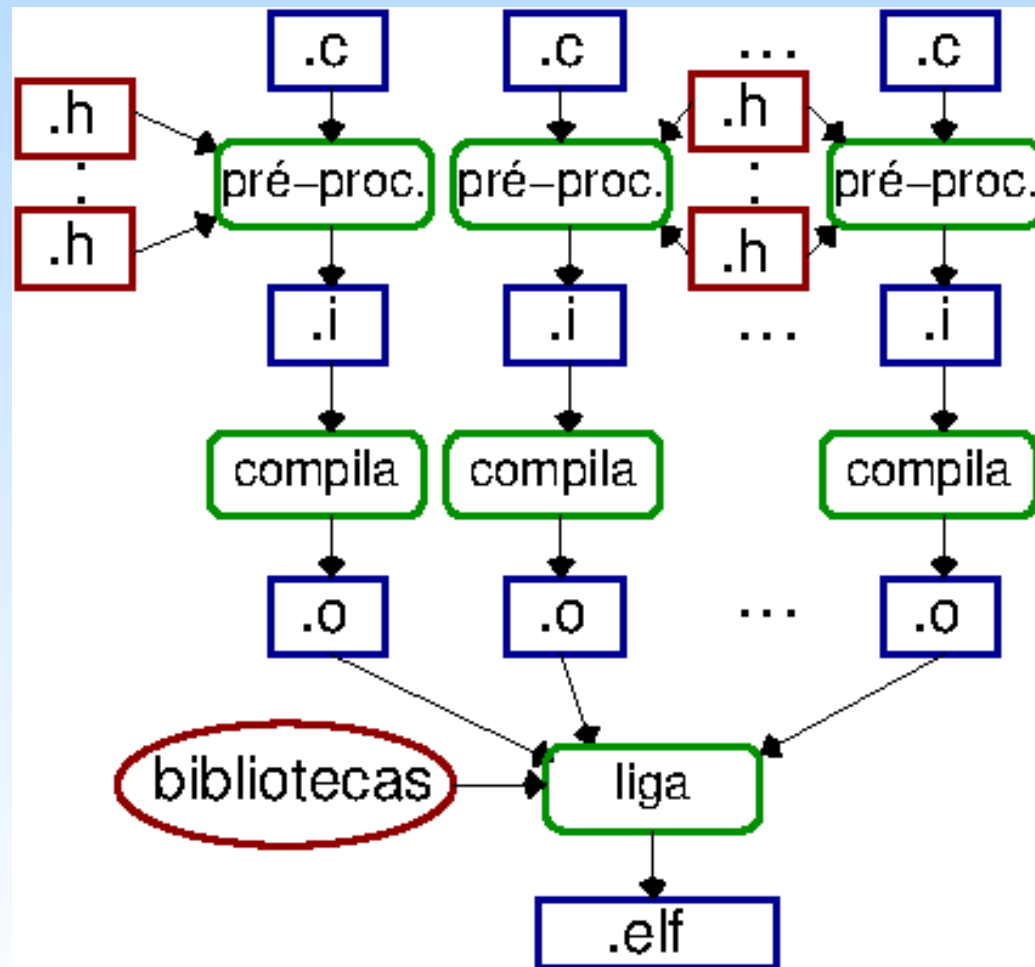 .c .c ... .c
.h .h
pré-proc. pré-proc. pré-proc.
.h .h
.i .i ... .i
compila compila compila
.o .o ... .o
bibliotecas liga
.elf